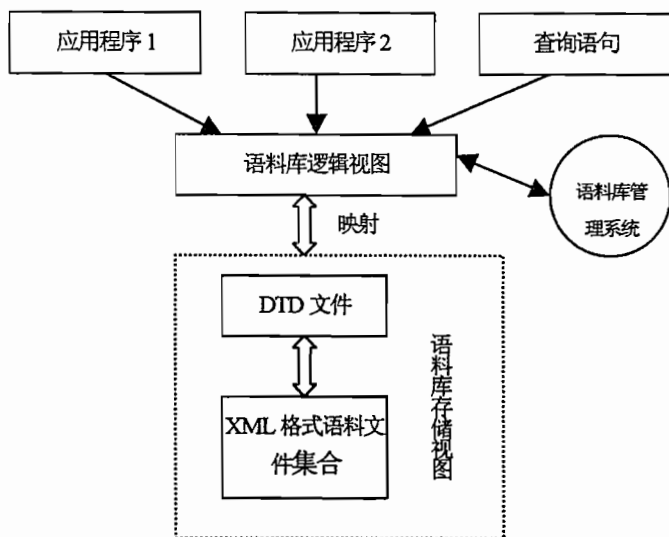 应用程序 1
应用程序 2
查询语句
语料库逻辑视图
语料库管
理系统
映射
DTD 文件
语料库存储视图
XML 格式语料文
件集合